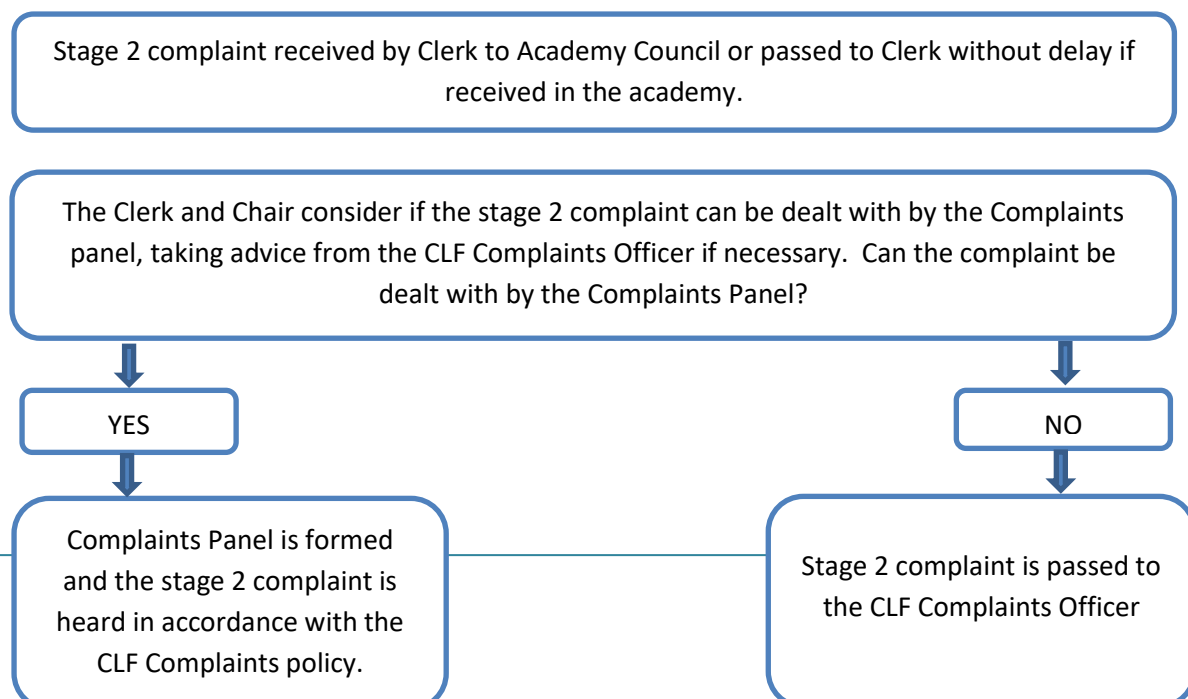 Stage 2 complaint received by Clerk to Academy Council or passed to Clerk without delay if
received in the academy.
The Clerk and Chair consider if the stage 2 complaint can be dealt with by the Complaints
panel, taking advice from the CLF Complaints Officer if necessary.  Can the complaint be
dealt with by the Complaints Panel?
YES
NO
Complaints Panel is formed
and the stage 2 complaint is
heard in accordance with the
CLF Complaints policy.
Stage 2 complaint is passed to
the CLF Complaints Officer